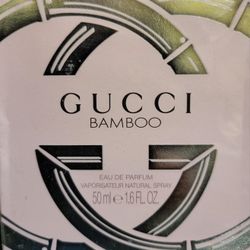 GUCCI
BAMBOO
EAU DE PARFUM
VAPORISATEUR NATURAL SPRAY
50 ml ℮ 1.6 FL. OZ.